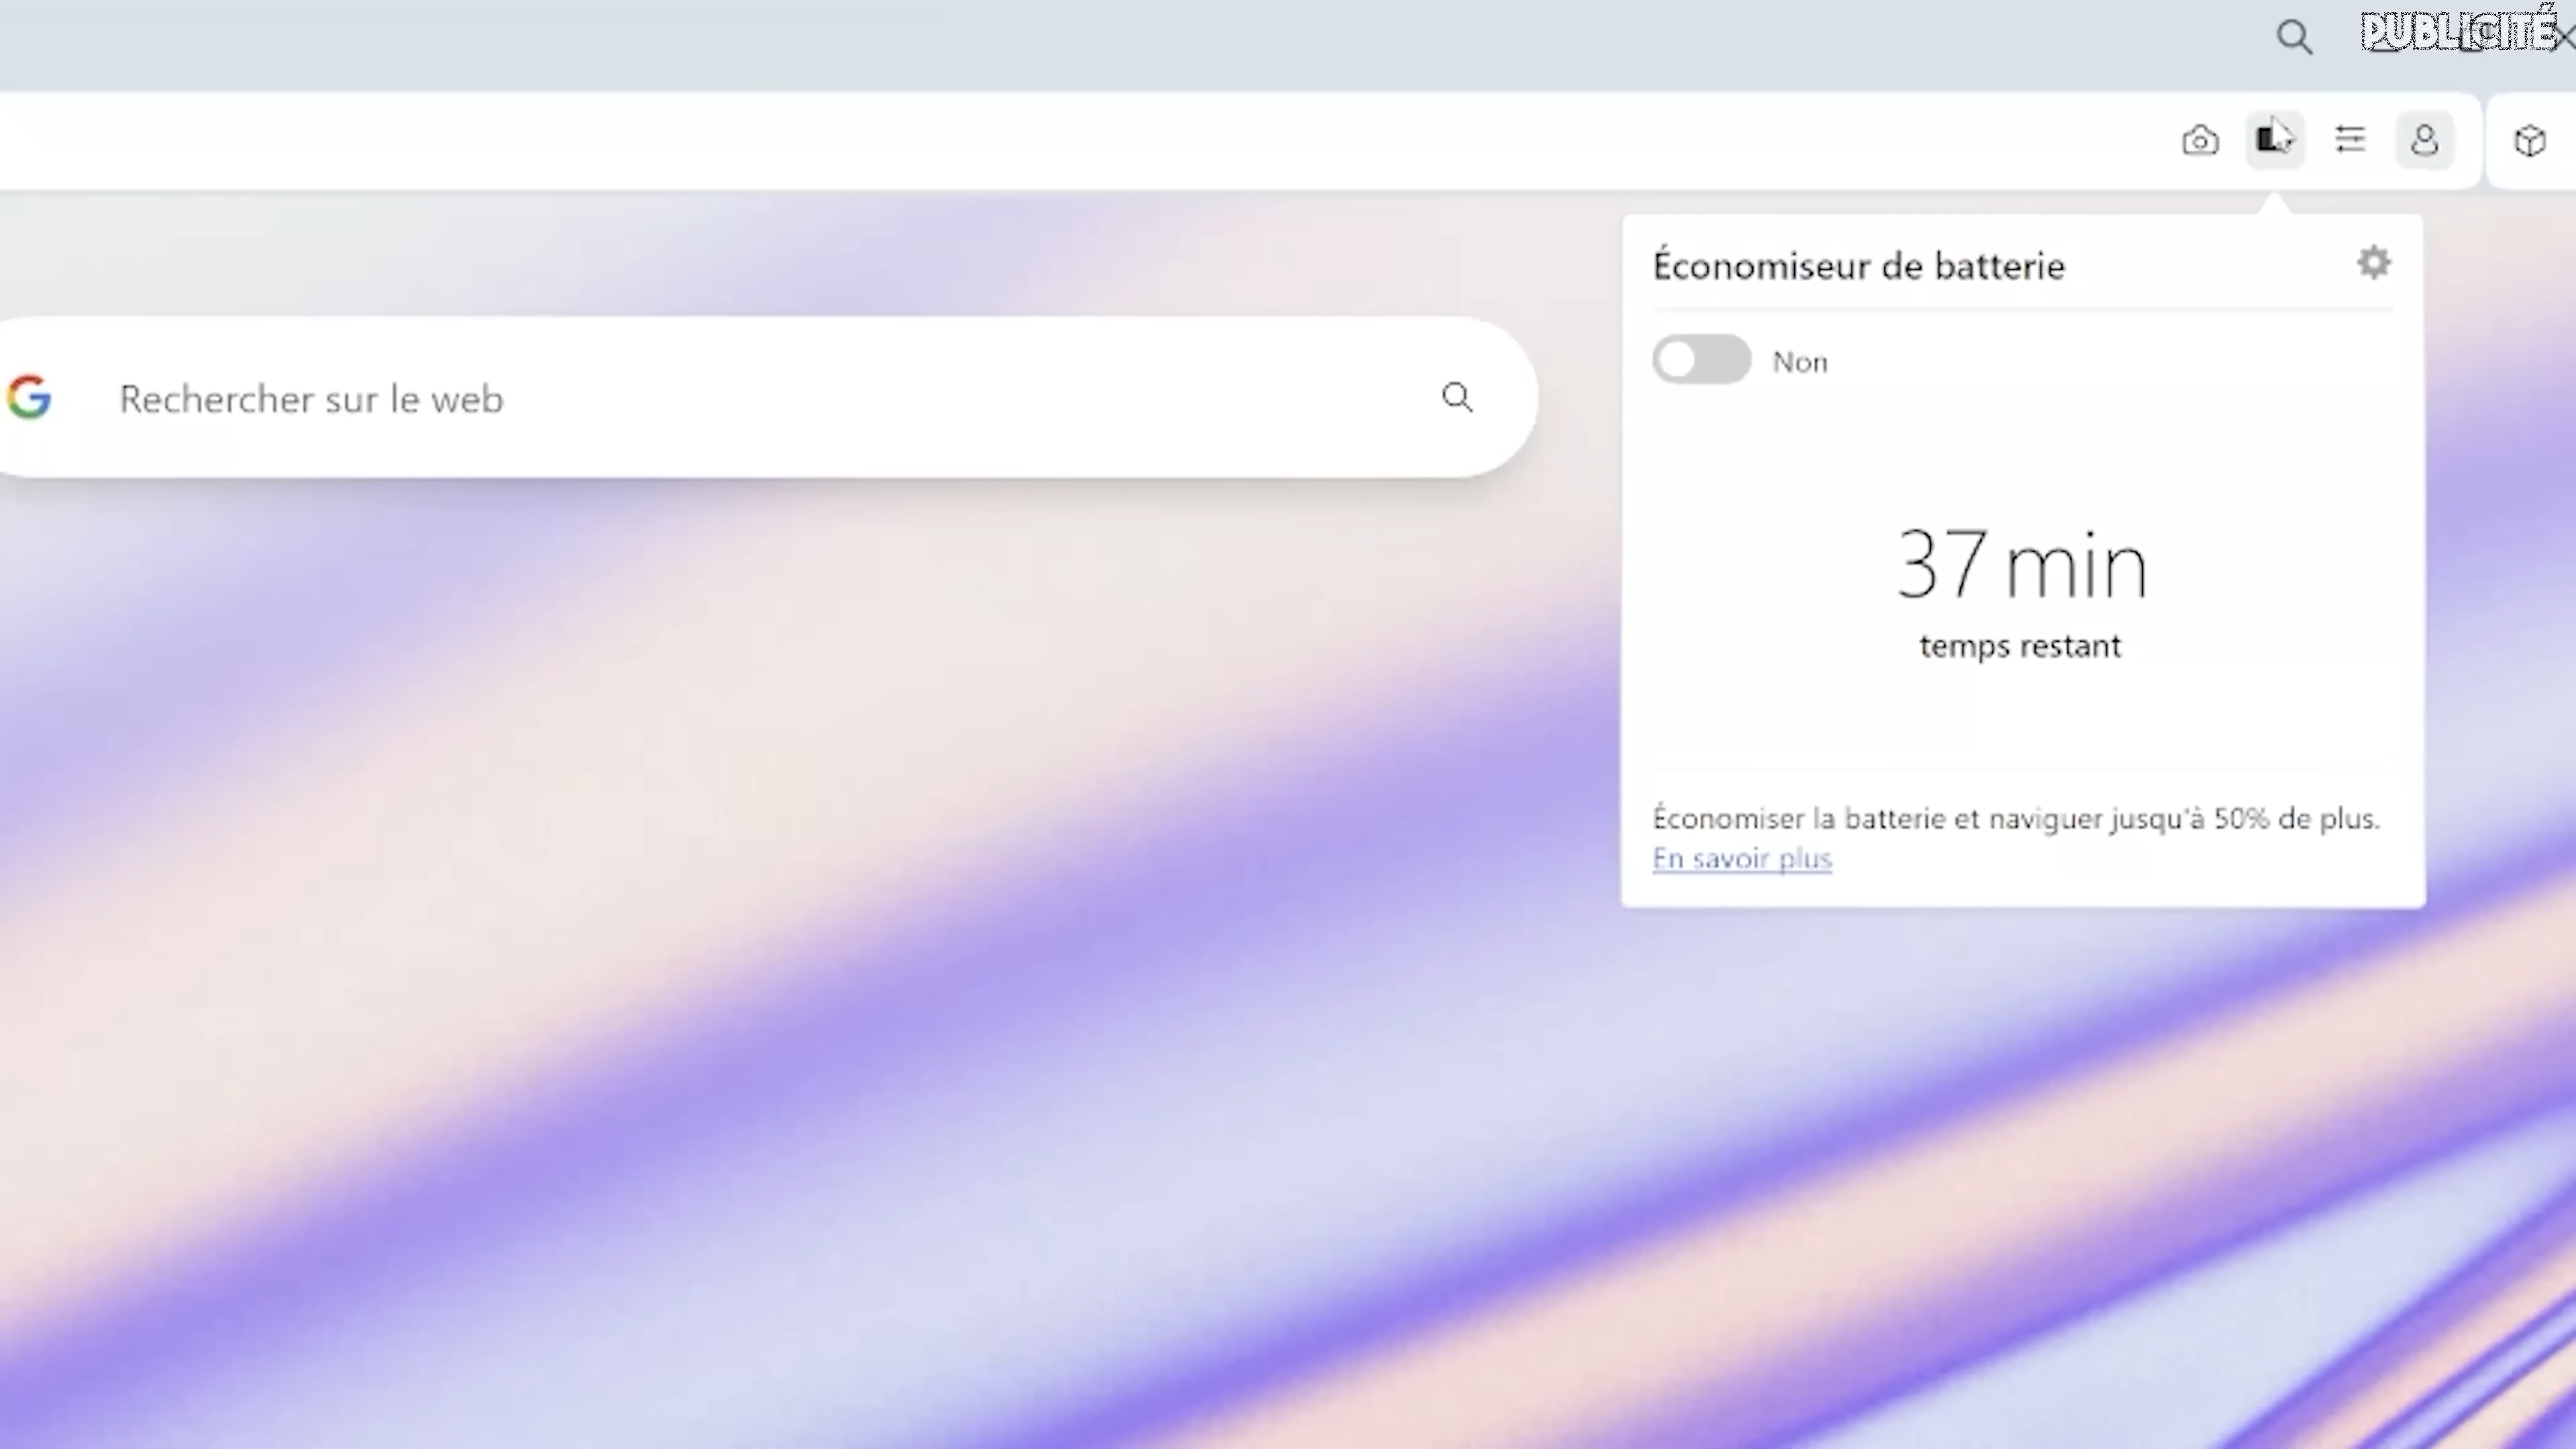 PUBLICITÉ
Économiseur de batterie
Non
Rechercher sur le web
37 min
temps restant
Économiser la batterie et naviguer jusqu'à 50% de plus.
En savoir plus